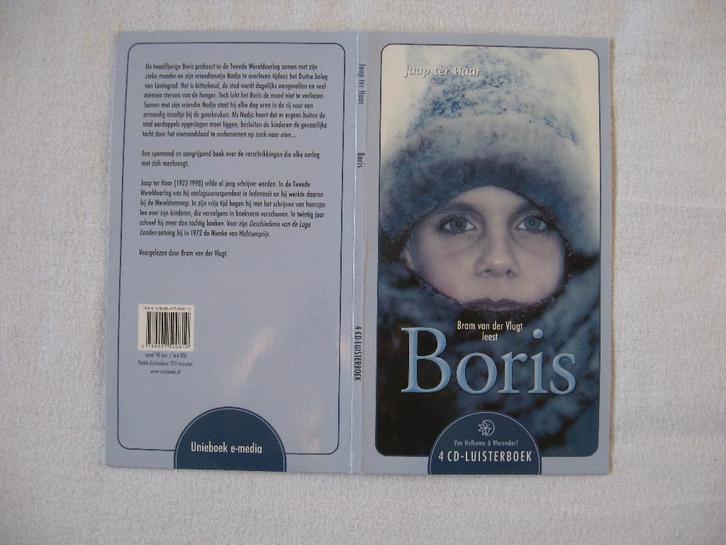 De twaalfjarige Boris probeert in de Tweede Wereldoorlog samen met zijn
zieke moeder en zijn vriendinnetje Nadja te overleven tijdens het Duitse beleg
van Leningrad. Het is bitterkoud, de stad wordt dagelijks aangevallen en veel
mensen sterven van de honger. Toch lukt het Boris de moed niet te verliezen.
Samen met zijn vriendin Nadja staat hij elke dag uren in de rij voor een
armoedig maaltje bij de gaarkeuken. Als Nadja hoort dat er ergens buiten de
stad aardappels opgeslagen moet liggen, besluiten de kinderen de gevaarlijke
tocht door het niemandsland te ondernemen op zoek naar eten...
Een spannend en aangrijpend boek over de verschrikkingen die elke oorlog
met zich meebrengt.
Jaap ter Haar (1922-1998) wilde al jong schrijver worden. In de Tweede
Wereldoorlog was hij oorlogscorrespondent in Indonesië en hij werkte daarna
bij de Wereldomroep. In zijn vrije tijd begon hij met het schrijven van hoorspe-
len over zijn kinderen, die vervolgens in boekvorm verschenen. In twintig jaar
schreef hij meer dan tachtig boeken. Voor zijn Geschiedenis van de Lage
Landen ontving hij in 1972 de Nienke van Hichtumprijs.
Voorgelezen door Bram van der Vlugt.
vanaf 10 jaar /
Unieboek e-media
Jaap ter Haar
Boris
4 CD-LUISTERBOEK
Jaap ter Haar
Bram van der Vlugt
leest
Boris
Van Holkema & Warendorf
4 CD-LUISTERBOEK